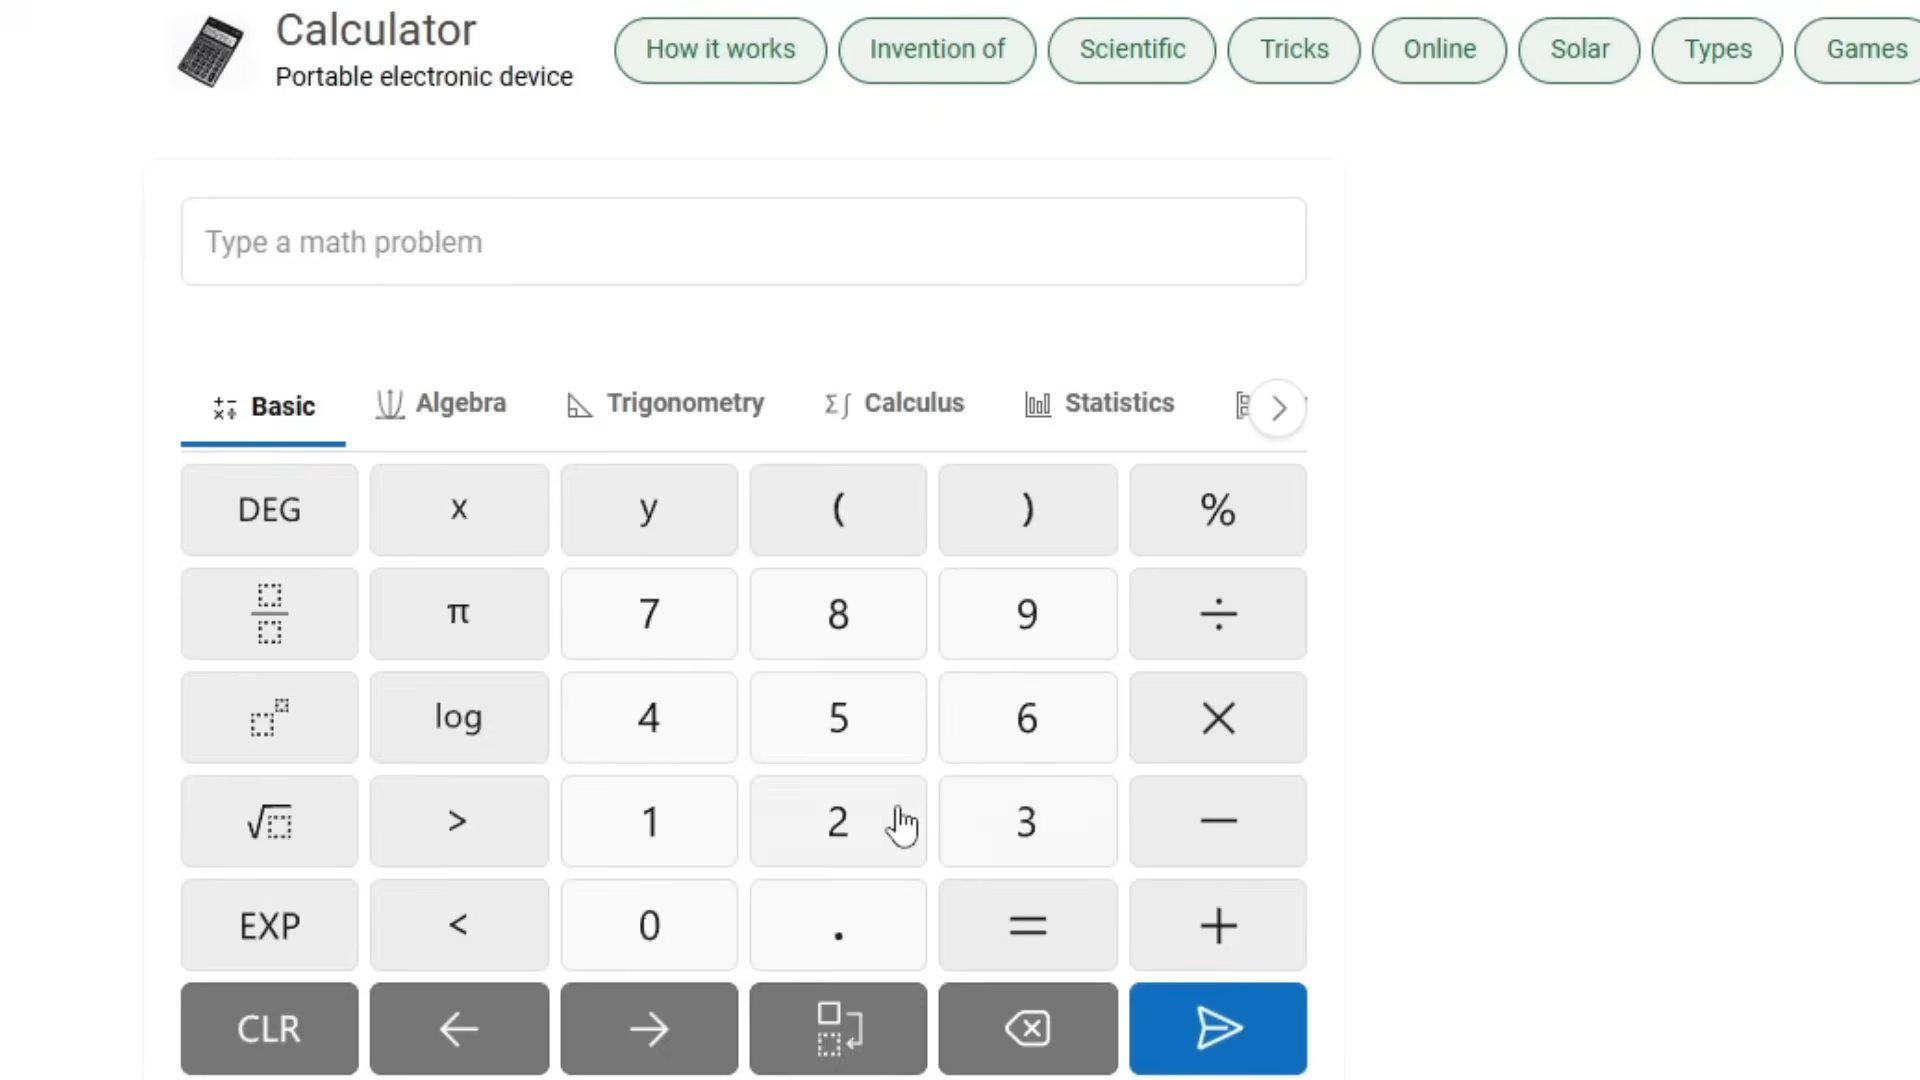 Calculator
Portable electronic device
How it works
Invention of
Scientific
Tricks
Online
Solar
Types
Games
Type a math problem
Basic
Algebra
Trigonometry
Σ∫ Calculus
Statistics
DEG x y ( ) %
π 7 8 9 ÷
log 4 5 6 ×
√ > 1 2 3 −
EXP < 0 . = +
CLR ← →